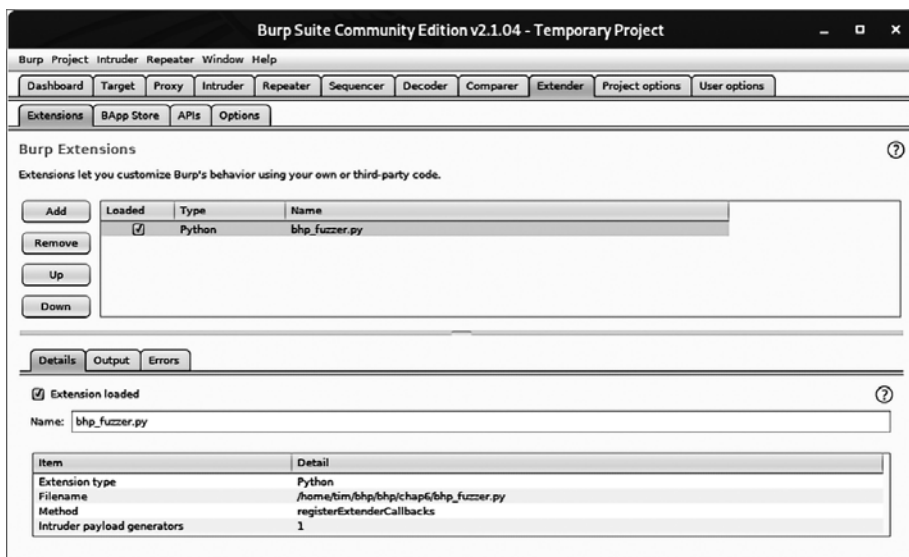 Burp Suite Community Edition v2.1.04 - Temporary Project
Burp Project Intruder Repeater Window Help
Dashboard Target Proxy Intruder Repeater Sequencer Decoder Comparer Extender Project options User options
Extensions BApp Store APIs Options
Burp Extensions
?
Extensions let you customize Burp's behavior using your own or third-party code.
Add
Remove
Up
Down
Loaded Type Name
Python bhp_fuzzer.py
Details Output Errors
Extension loaded
?
Name: bhp_fuzzer.py
Item Detail
Extension type Python
Filename /home/tim/bhp/bhp/chap6/bhp_fuzzer.py
Method registerExtenderCallbacks
Intruder payload generators 1